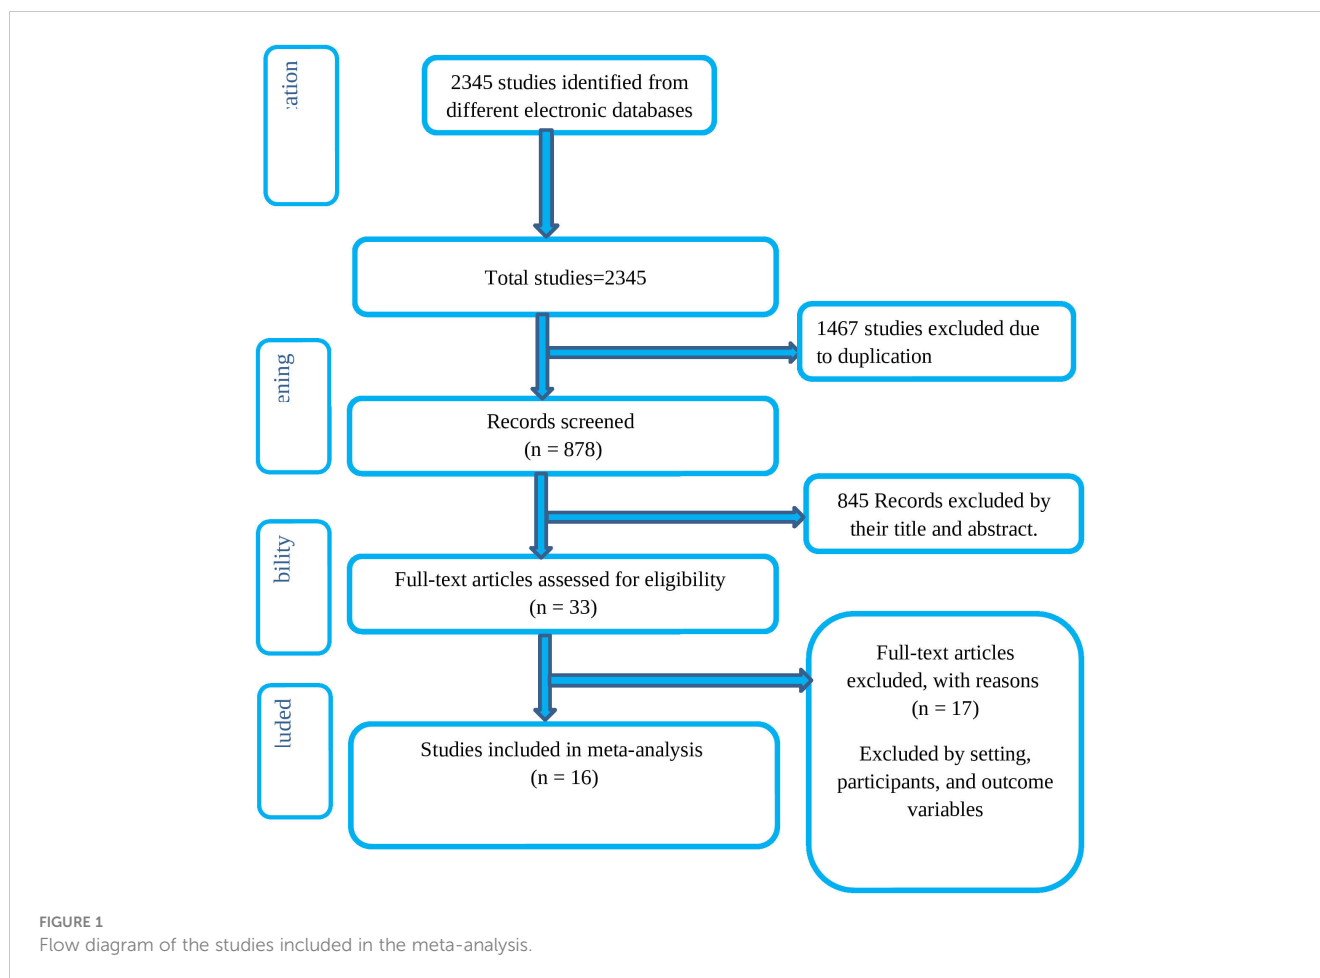 ation
2345 studies identified from
different electronic databases
Total studies=2345
1467 studies excluded due
to duplication
ening
Records screened
(n = 878)
845 Records excluded by
their title and abstract.
bility
Full-text articles assessed for eligibility
(n = 33)
Full-text articles
excluded, with reasons
(n = 17)
Excluded by setting,
participants, and outcome
variables
luded
Studies included in meta-analysis
(n = 16)
FIGURE 1
Flow diagram of the studies included in the meta-analysis.